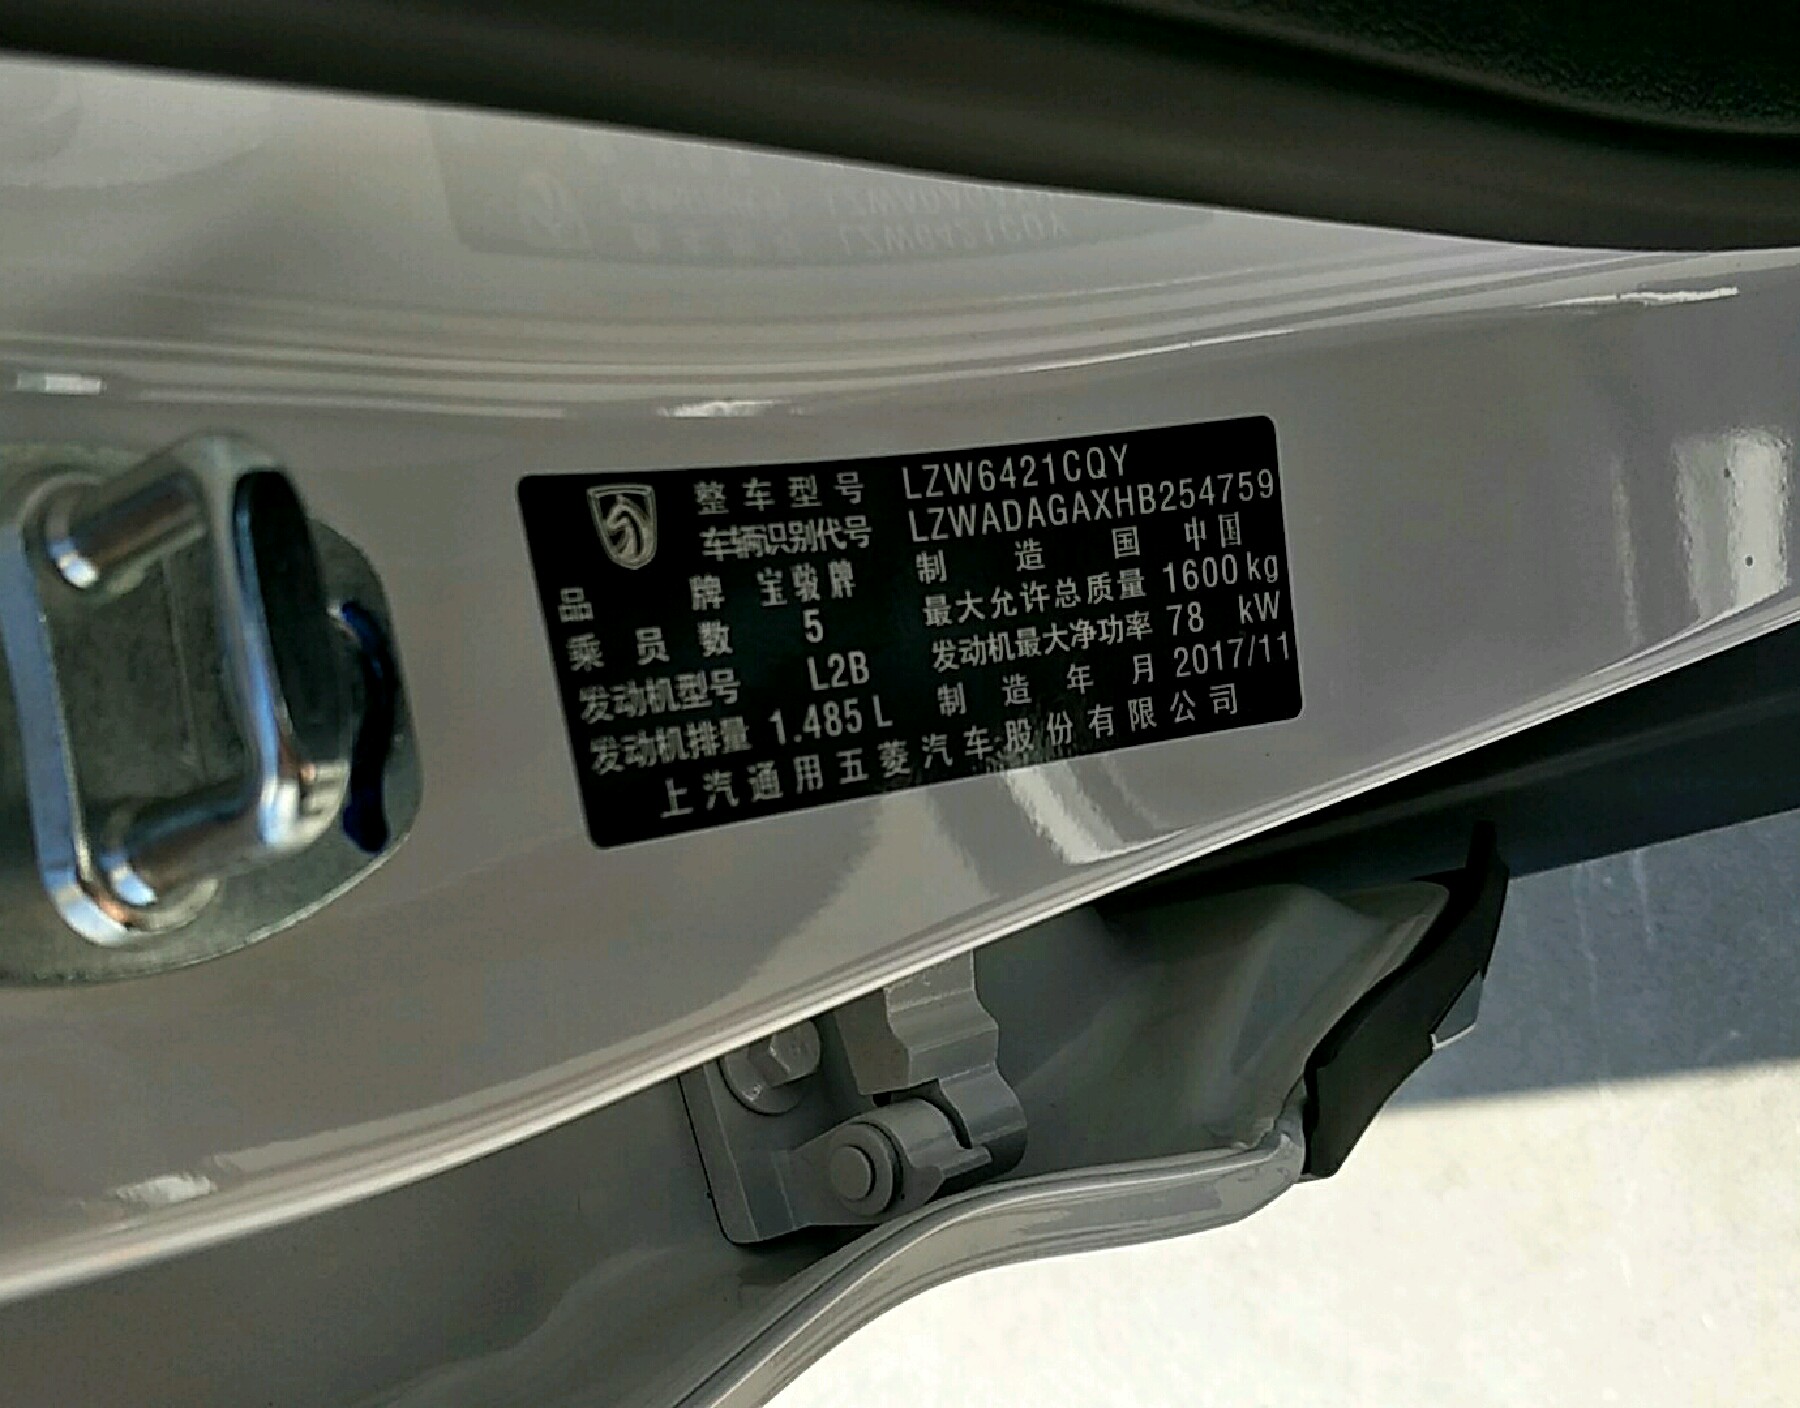 整车型号 LZW6421CQY
车辆识别代号 LZWADAGAXHB254759
品牌 宝骏牌 制造国 中国
乘员数 5 最大允许总质量 1600 kg
发动机型号 L2B 发动机最大净功率 78 kW
发动机排量 1.485 L 制造年月 2017/11
上汽通用五菱汽车股份有限公司